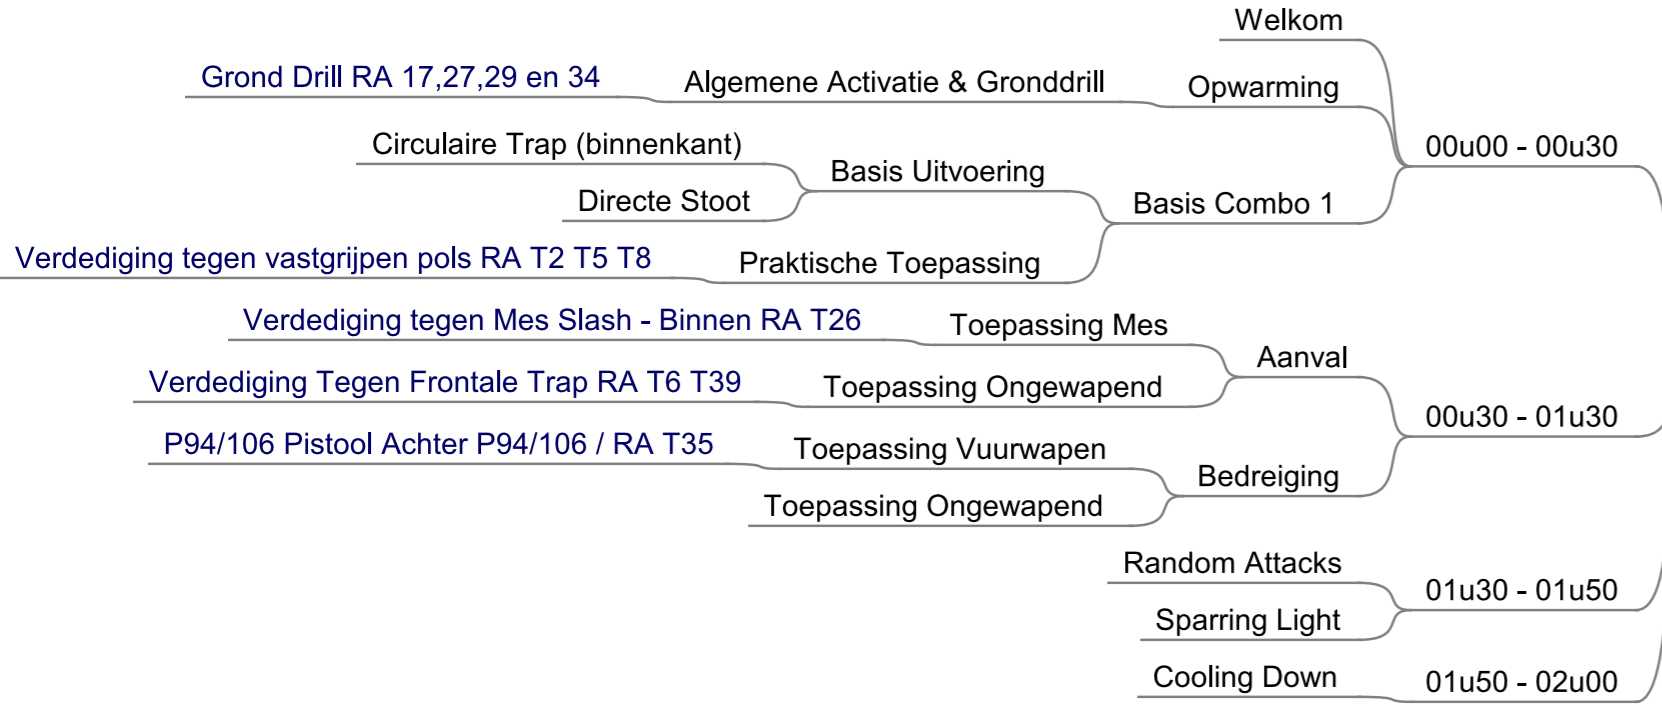 Welkom
Grond Drill RA 17,27,29 en 34
Algemene Activatie & Gronddrill
Opwarming
Circulaire Trap (binnenkant)
Directe Stoot
Basis Uitvoering
Verdediging tegen vastgrijpen pols RA T2 T5 T8
Praktische Toepassing
Basis Combo 1
00u00 - 00u30
Verdediging tegen Mes Slash - Binnen RA T26
Toepassing Mes
Verdediging Tegen Frontale Trap RA T6 T39
Toepassing Ongewapend
Aanval
P94/106 Pistool Achter P94/106 / RA T35
Toepassing Vuurwapen
Toepassing Ongewapend
Bedreiging
00u30 - 01u30
Random Attacks
Sparring Light
01u30 - 01u50
Cooling Down
01u50 - 02u00